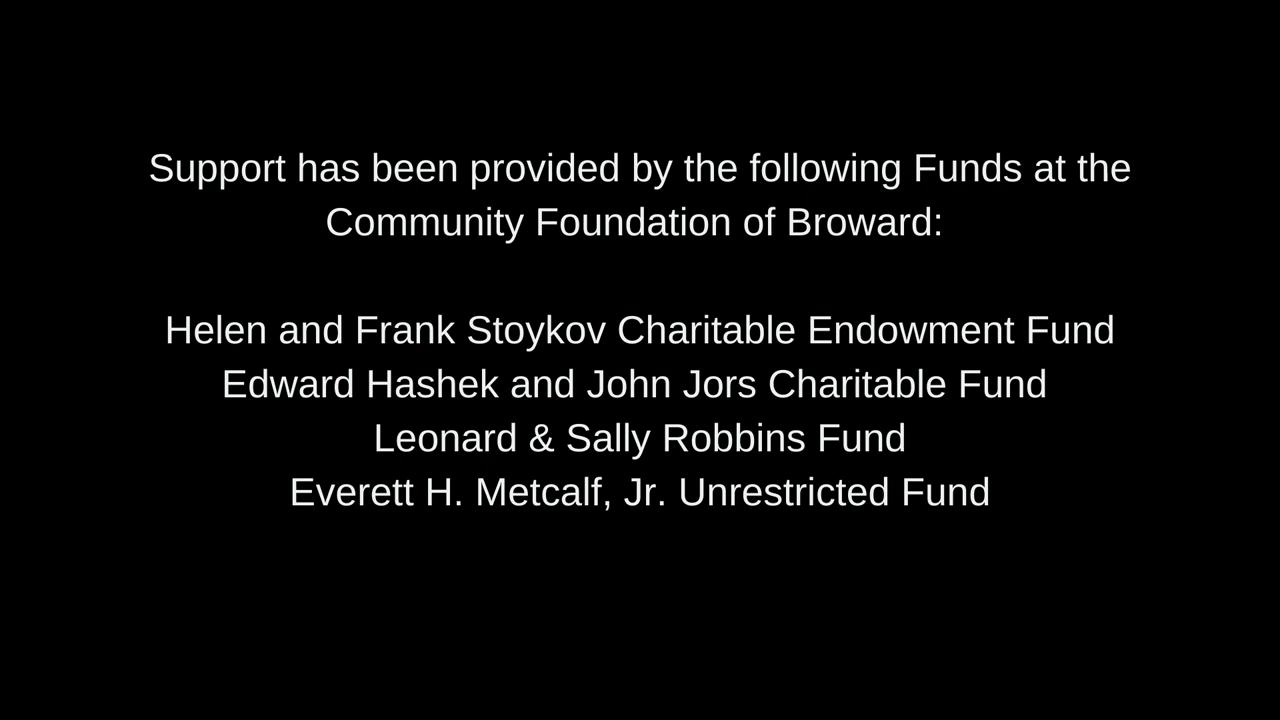 Support has been provided by the following Funds at the
Community Foundation of Broward:
Helen and Frank Stoykov Charitable Endowment Fund
Edward Hashek and John Jors Charitable Fund
Leonard & Sally Robbins Fund
Everett H. Metcalf, Jr. Unrestricted Fund